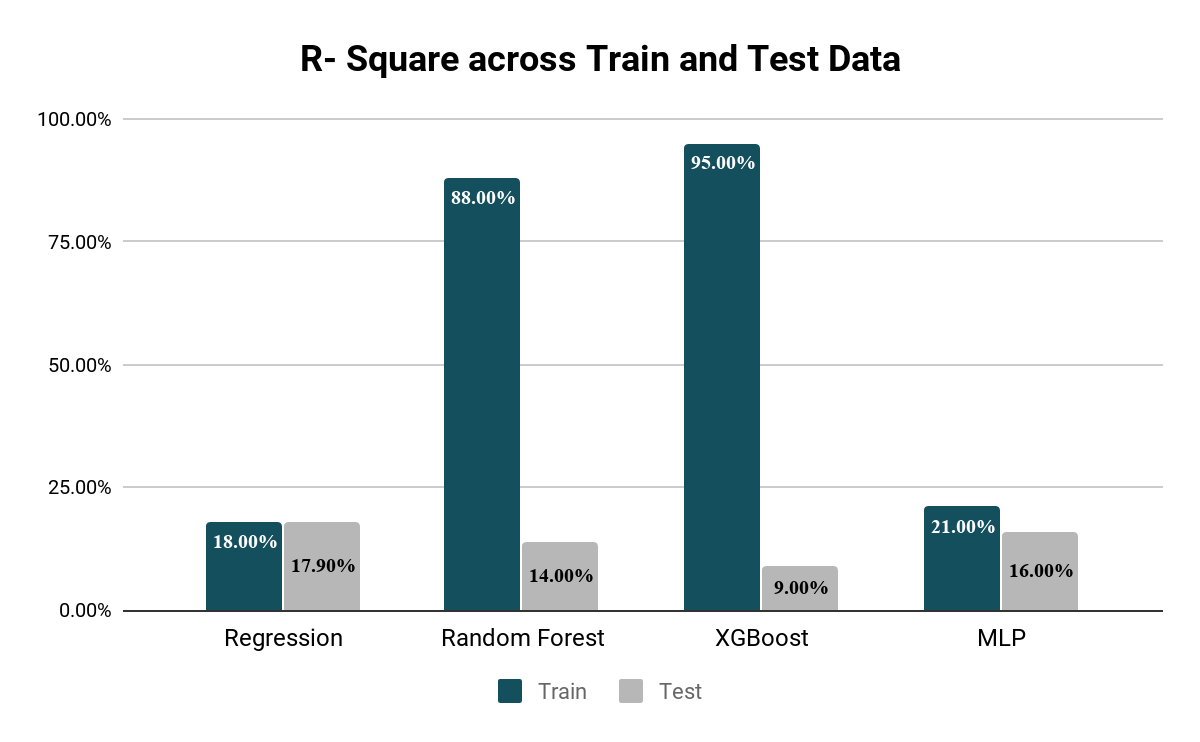 R- Square across Train and Test Data
100.00%
75.00%
50.00%
25.00%
0.00%
18.00%
17.90%
88.00%
14.00%
95.00%
9.00%
21.00%
16.00%
Regression
Random Forest
XGBoost
MLP
Train
Test